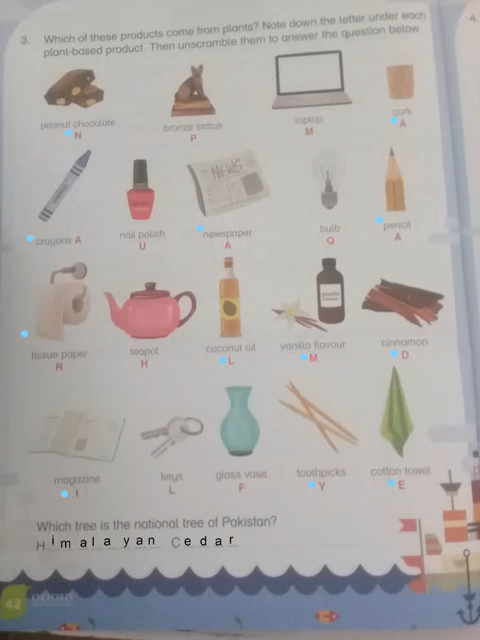 4.
3. Which of these products come from plants? Note down the letter under each
plant-based product. Then unscramble them to answer the question below
peanut chocolate
N
bronze statue
P
laptop
M
cork
A
NEWS
crayons A
nail polish
U
newspaper
A
bulb
Q
pencil
A
tissue paper
R
teapot
H
coconut oil
L
vanilla flavour
M
cinnamon
D
magazine
I
keys
L
glass vase
F
toothpicks
Y
cotton towel
E
Which tree is the national tree of Pakistan?
Himalayan Cedar
42 OXFORD